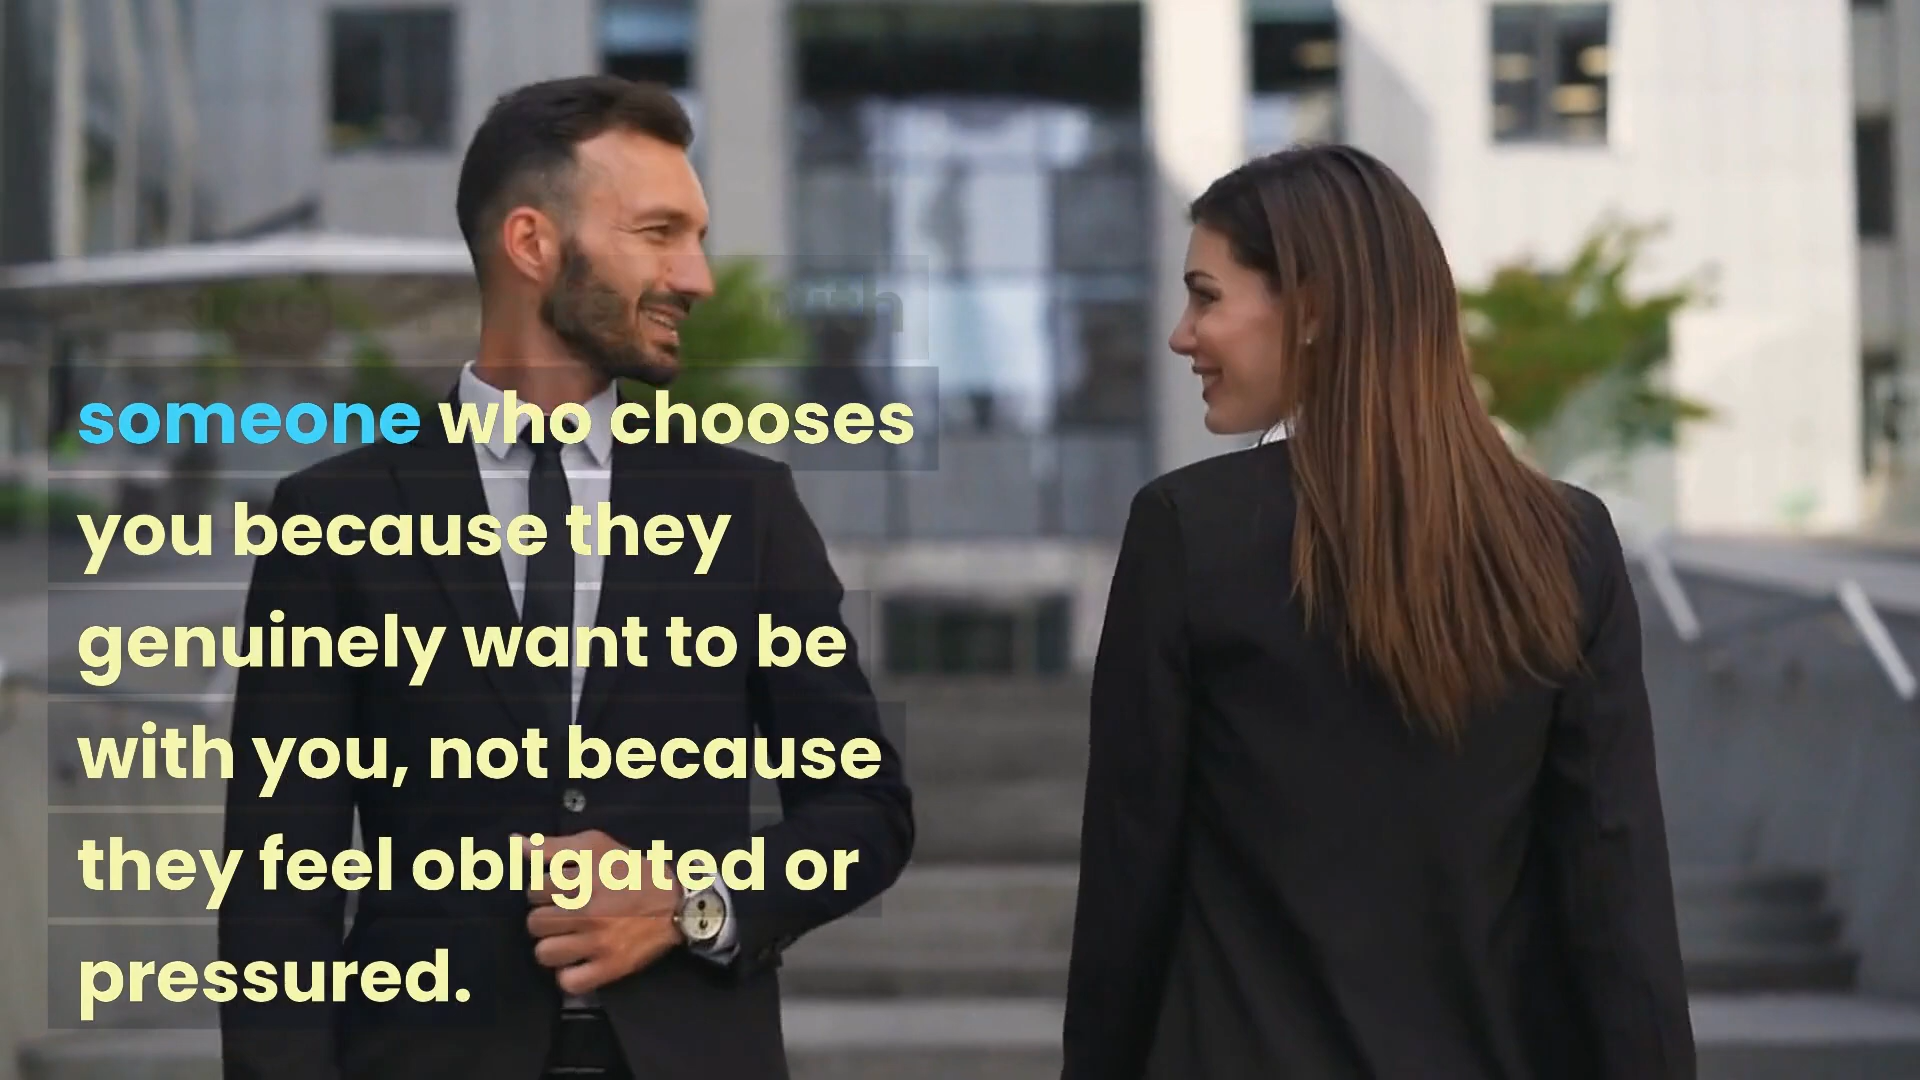 with
someone who chooses
you because they
genuinely want to be
with you, not because
they feel obligated or
pressured.